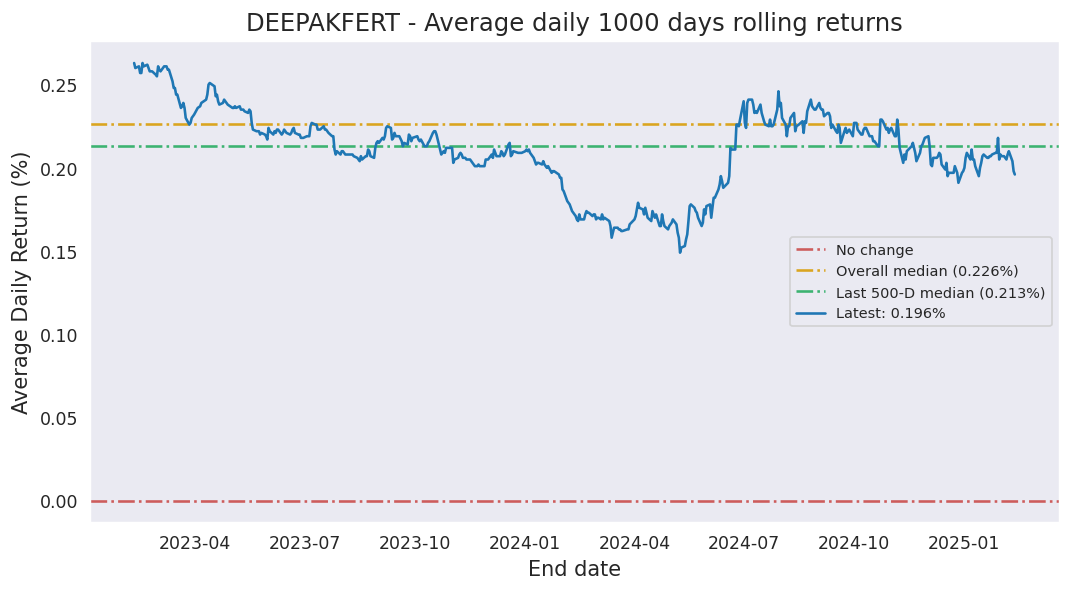 DEEPAKFERT - Average daily 1000 days rolling returns
Average Daily Return (%)
0.25
0.20
0.15
0.10
0.05
0.00
No change
Overall median (0.226%)
Last 500-D median (0.213%)
Latest: 0.196%
2023-04 2023-07 2023-10 2024-01 2024-04 2024-07 2024-10 2025-01
End date